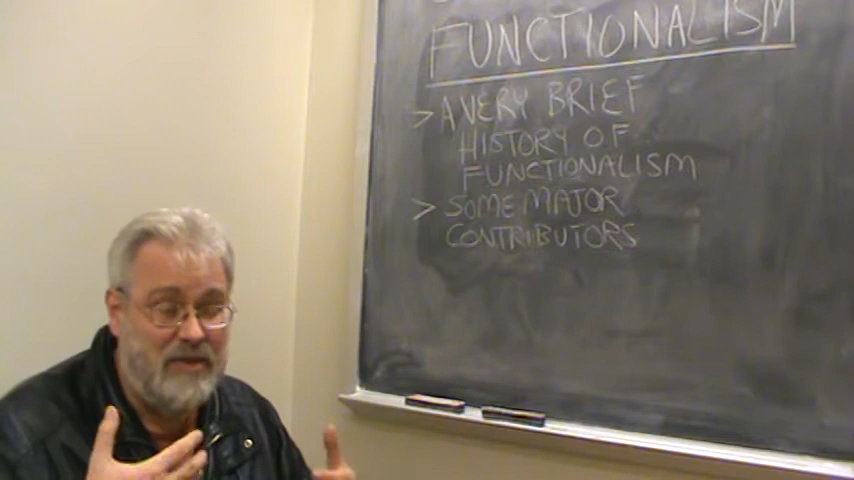 FUNCTIONALISM
> A VERY BRIEF
HISTORY OF
FUNCTIONALISM
> SOME MAJOR
CONTRIBUTORS